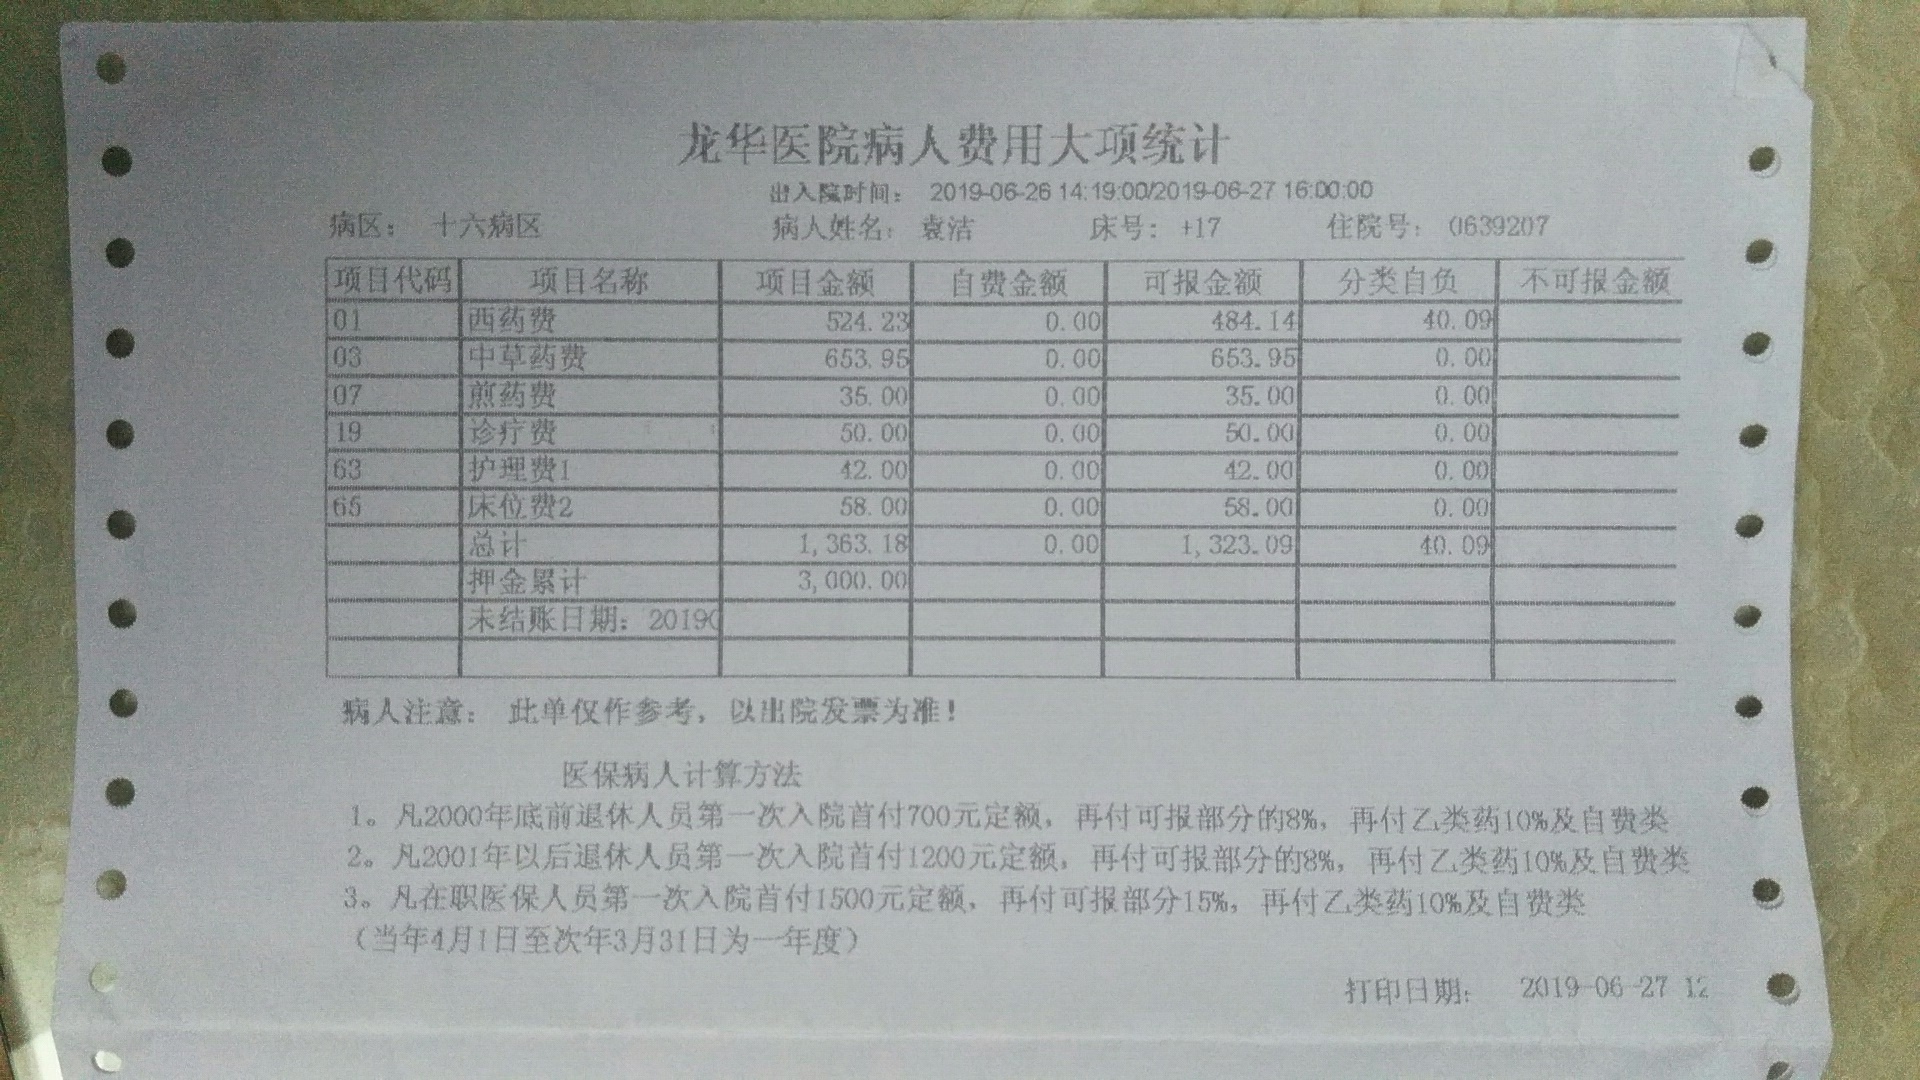 龙华医院病人费用大项统计
出入院时间： 2019-06-26 14:19:00/2019-06-27 16:00:00
病区： 十六病区 病人姓名： 袁洁 床号： +17 住院号： 0639207
项目代码 项目名称 项目金额 自费金额 可报金额 分类自负 不可报金额
01 西药费 524.23 0.00 484.14 40.09
03 中草药费 653.95 0.00 653.95 0.00
07 煎药费 35.00 0.00 35.00 0.00
19 诊疗费 50.00 0.00 50.00 0.00
63 护理费1 42.00 0.00 42.00 0.00
65 床位费2 58.00 0.00 58.00 0.00
总计 1,363.18 0.00 1,323.09 40.09
押金累计 3,000.00
未结账日期：2019
病人注意： 此单仅作参考，以出院发票为准！
医保病人计算方法
1。凡2000年底前退休人员第一次入院首付700元定额，再付可报部分的8%，再付乙类药10%及自费类
2。凡2001年以后退休人员第一次入院首付1200元定额，再付可报部分的8%，再付乙类药10%及自费类
3。凡在职医保人员第一次入院首付1500元定额，再付可报部分15%，再付乙类药10%及自费类
（当年4月1日至次年3月31日为一年度）
打印日期： 2019-06-27 12